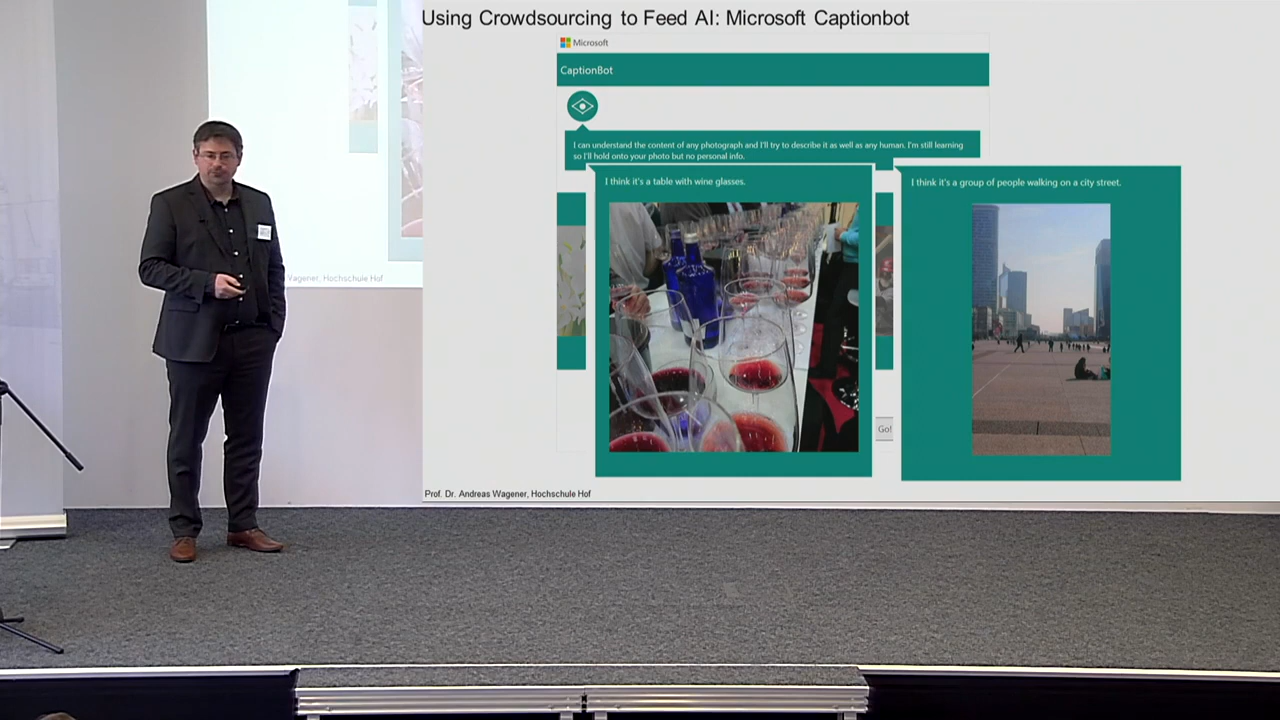 Using Crowdsourcing to Feed AI: Microsoft Captionbot
Microsoft
CaptionBot
I can understand the content of any photograph and I'll try to describe it as well as any human. I'm still learning
so I'll hold onto your photo but no personal info.
I think it's a table with wine glasses.
I think it's a group of people walking on a city street.
Go!
Wagener, Hochschule Hof
Prof. Dr. Andreas Wagener, Hochschule Hof